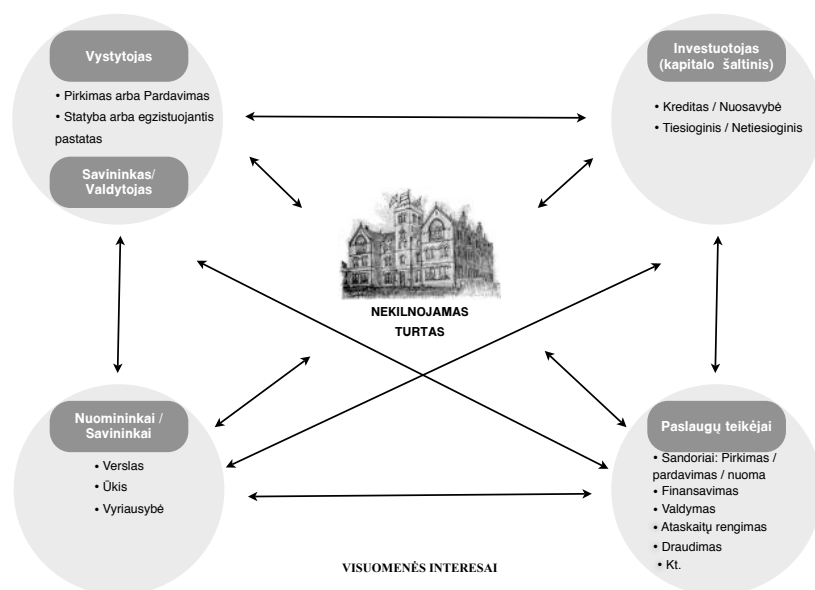 Vystytojas
• Pirkimas arba Pardavimas
• Statyba arba egzistuojantis
pastatas
Savininkas/
Valdytojas
Investuotojas
(kapitalo šaltinis)
• Kreditas / Nuosavybė
• Tiesioginis / Netiesioginis
NEKILNOJAMAS
TURTAS
Nuomininkai /
Savininkai
• Verslas
• Ūkis
• Vyriausybė
Paslaugų teikėjai
• Sandoriai: Pirkimas /
pardavimas / nuoma
• Finansavimas
• Valdymas
• Ataskaitų rengimas
• Draudimas
• Kt.
VISUOMENĖS INTERESAI